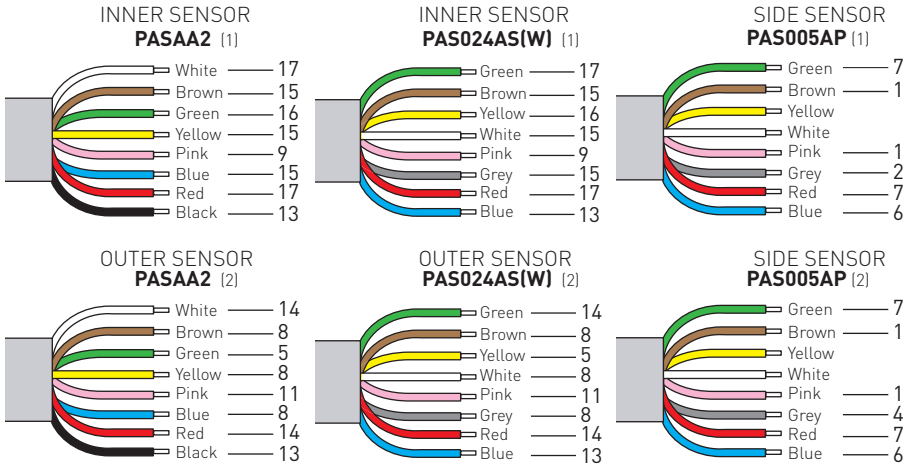 INNER SENSOR
PASAA2 (1)
White 17
Brown 15
Green 16
Yellow 15
Pink 9
Blue 15
Red 17
Black 13
INNER SENSOR
PAS024AS(W) (1)
Green 17
Brown 15
Yellow 16
White 15
Pink 9
Grey 15
Red 17
Blue 13
SIDE SENSOR
PAS005AP (1)
Green 7
Brown 1
Yellow
White
Pink 1
Grey 2
Red 7
Blue 6
OUTER SENSOR
PASAA2 (2)
White 14
Brown 8
Green 5
Yellow 8
Pink 11
Blue 8
Red 14
Black 13
OUTER SENSOR
PAS024AS(W) (2)
Green 14
Brown 8
Yellow 5
White 8
Pink 11
Grey 8
Red 14
Blue 13
SIDE SENSOR
PAS005AP (2)
Green 7
Brown 1
Yellow
White
Pink 1
Grey 4
Red 7
Blue 6